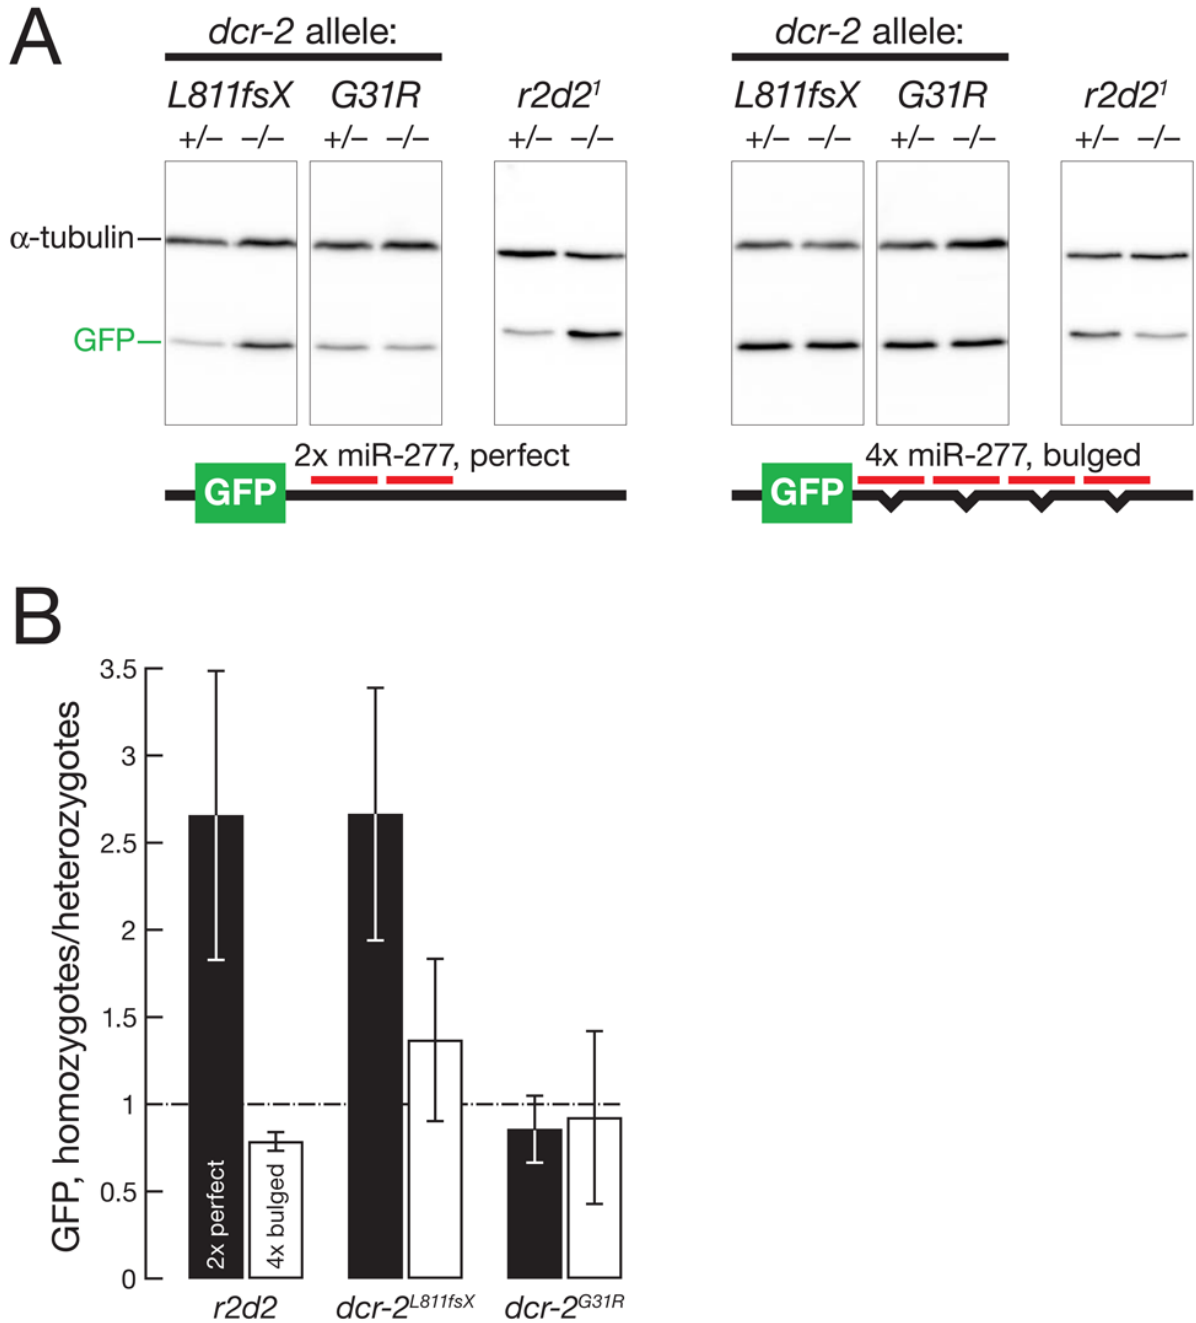 A
dcr-2 allele: dcr-2 allele:
L811fsX G31R r2d2¹ L811fsX G31R r2d2¹
+/– –/– +/– –/– +/– –/– +/– –/– +/– –/– +/– –/–
α-tubulin
GFP
2x miR-277, perfect 4x miR-277, bulged
GFP GFP
B
GFP, homozygotes/heterozygotes
3.5
3
2.5
2
1.5
1
0.5
0
2x perfect
4x bulged
r2d2 dcr-2L811fsX dcr-2G31R